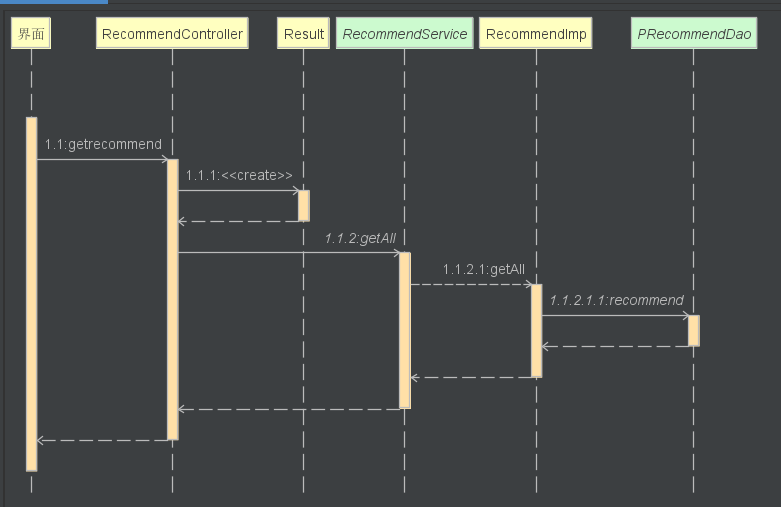 界面
RecommendController
Result
RecommendService
RecommendImp
PRecommendDao
1.1:getrecommend
1.1.1:<<create>>
1.1.2:getAll
1.1.2.1:getAll
1.1.2.1.1:recommend